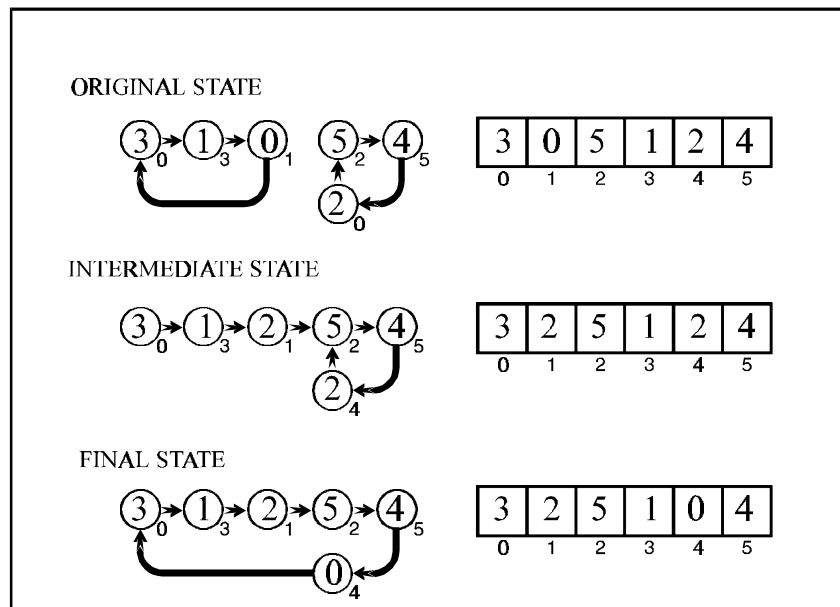 ORIGINAL STATE
3 0 1 3 0 1 5 2 4 5
2 0
3 0 5 1 2 4
0 1 2 3 4 5
INTERMEDIATE STATE
3 0 1 3 2 1 5 2 4 5
2 4
3 2 5 1 2 4
0 1 2 3 4 5
FINAL STATE
3 0 1 3 2 1 5 2 4 5
0 4
3 2 5 1 0 4
0 1 2 3 4 5